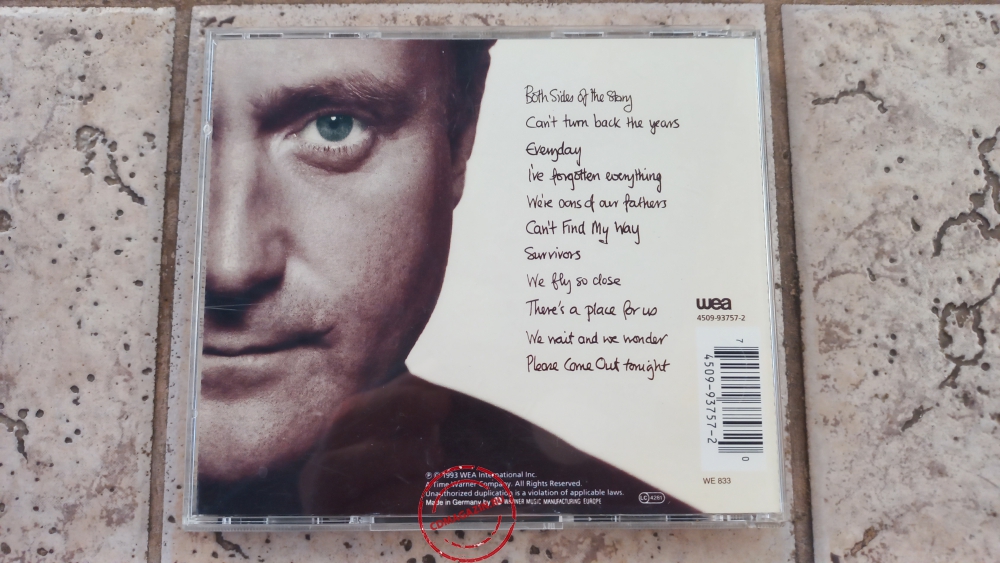 Both Sides of the Story
Can't turn back the years
Everyday
I've forgotten everything
We're sons of our fathers
Can't Find My Way
Survivors
We fly so close
There's a place for us
We wait and we wonder
Please Come Out tonight
wea
4509-93757-2
7 4509-93757-2 0
WE 833
℗ © 1993 WEA International Inc.
A Time Warner Company. All Rights Reserved.
Unauthorized duplication is a violation of applicable laws.
Made in Germany by WARNER MUSIC MANUFACTURING EUROPE
LC 4281